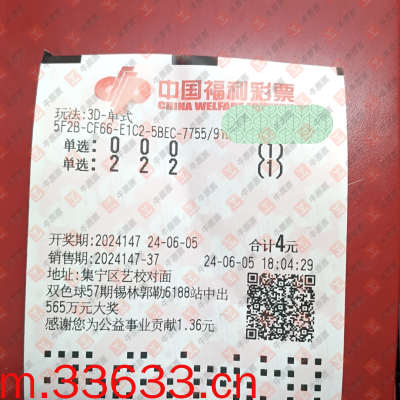 中国福利彩票
CHINA WELFARE
玩法:3D-单式
5F2B-CF66-E1C2-5BEC-7755/91
单选:0 0 0 (1)
单选:2 2 2 (1)
开奖期:2024147 24-06-05 合计4元
销售期:2024147-37 24-06-05 18:04:29
地址:集宁区艺校对面
双色球57期锡林郭勒6188站中出
565万元大奖
感谢您为公益事业贡献1.36元
m.33633.cn